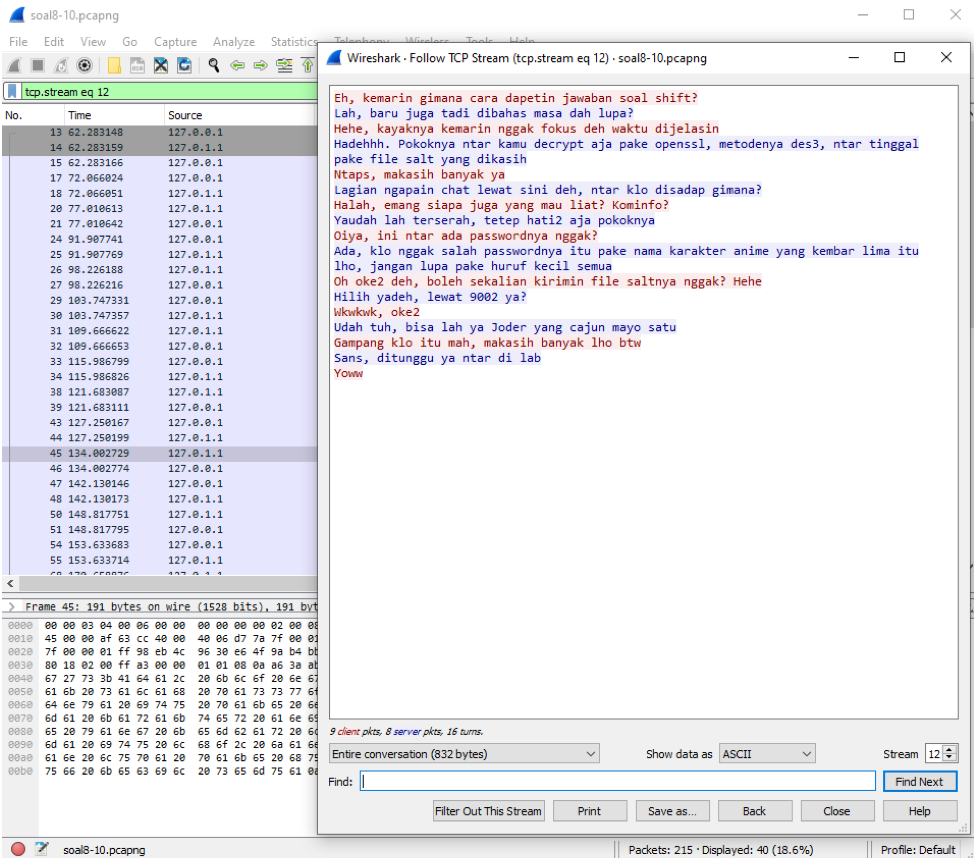 soal8-10.pcapng
File Edit View Go Capture Analyze Statistics Telephony Wireless Tools Help
Wireshark · Follow TCP Stream (tcp.stream eq 12) · soal8-10.pcapng
tcp.stream eq 12
No. Time Source
13 62.283148 127.0.0.1
14 62.283159 127.0.1.1
15 62.283166 127.0.0.1
17 72.066024 127.0.0.1
18 72.066051 127.0.1.1
20 77.010613 127.0.1.1
21 77.010642 127.0.0.1
24 91.907741 127.0.0.1
25 91.907769 127.0.1.1
26 98.226188 127.0.1.1
27 98.226216 127.0.0.1
29 103.747331 127.0.0.1
30 103.747357 127.0.1.1
31 109.666622 127.0.1.1
32 109.666653 127.0.0.1
33 115.986799 127.0.0.1
34 115.986826 127.0.1.1
38 121.683087 127.0.1.1
39 121.683111 127.0.0.1
43 127.250167 127.0.0.1
44 127.250199 127.0.1.1
45 134.002729 127.0.1.1
46 134.002774 127.0.0.1
47 142.130146 127.0.0.1
48 142.130173 127.0.1.1
50 148.817751 127.0.1.1
51 148.817795 127.0.0.1
54 153.633683 127.0.0.1
55 153.633714 127.0.1.1
Eh, kemarin gimana cara dapetin jawaban soal shift?
Lah, baru juga tadi dibahas masa dah lupa?
Hehe, kayaknya kemarin nggak fokus deh waktu dijelasin
Hadehhh. Pokoknya ntar kamu decrypt aja pake openssl, metodenya des3, ntar tinggal
pake file salt yang dikasih
Ntaps, makasih banyak ya
Lagian ngapain chat lewat sini deh, ntar klo disadap gimana?
Halah, emang siapa juga yang mau liat? Kominfo?
Yaudah lah terserah, tetep hati2 aja pokoknya
Oiya, ini ntar ada passwordnya nggak?
Ada, klo nggak salah passwordnya itu pake nama karakter anime yang kembar lima itu
lho, jangan lupa pake huruf kecil semua
Oh oke2 deh, boleh sekalian kirimin file saltnya nggak? Hehe
Hilih yadeh, lewat 9002 ya?
Wkwkwk, oke2
Udah tuh, bisa lah ya Joder yang cajun mayo satu
Gampang klo itu mah, makasih banyak lho btw
Sans, ditunggu ya ntar di lab
Yoww
Frame 45: 191 bytes on wire (1528 bits), 191 byt
0000 00 00 03 04 00 06 00 00 00 00 00 00 02 00 08
0010 45 00 00 af 63 cc 40 00 40 06 d7 7a 7f 00 01
0020 7f 00 00 01 ff 98 eb 4c 96 30 e6 4f 9a b4 bb
0030 80 18 02 00 ff a3 00 00 01 01 08 0a a6 3a ab
0040 67 27 73 3b 41 64 61 2c 20 6b 6c 6f 20 6e 67
0050 61 6b 20 73 61 6c 61 68 20 70 61 73 73 77 6f
0060 64 6e 79 61 20 69 74 75 20 70 61 6b 65 20 6e
0070 6d 61 20 6b 61 72 61 6b 74 65 72 20 61 6e 69
0080 65 20 79 61 6e 67 20 6b 65 6d 62 61 72 20 6c
0090 6d 61 20 69 74 75 20 6c 68 6f 2c 20 6a 61 6e
00a0 61 6e 20 6c 75 70 61 20 70 61 6b 65 20 68 75
00b0 75 66 20 6b 65 63 69 6c 20 73 65 6d 75 61 0a
9 client pkts, 8 server pkts, 16 turns.
Entire conversation (832 bytes) Show data as ASCII Stream 12
Find: Find Next
Filter Out This Stream Print Save as... Back Close Help
soal8-10.pcapng Packets: 215 · Displayed: 40 (18.6%) Profile: Default